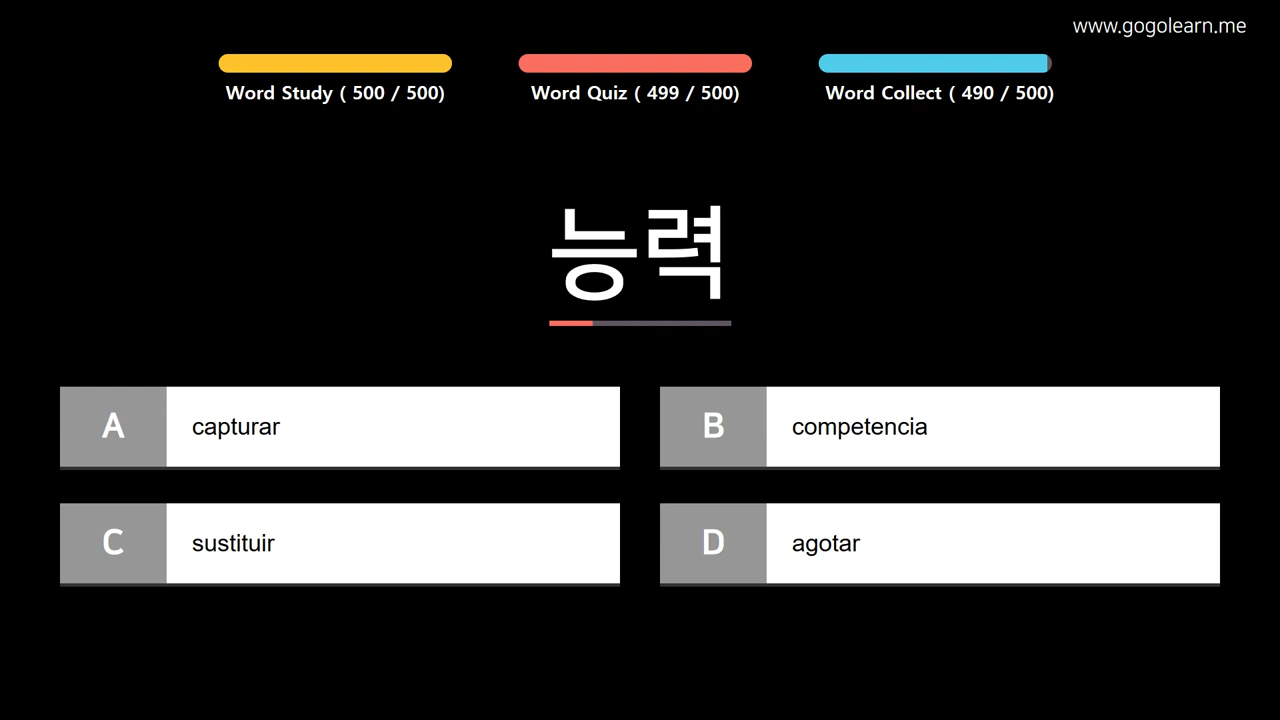 www.gogolearn.me
Word Study ( 500 / 500)
Word Quiz ( 499 / 500)
Word Collect ( 490 / 500)
능력
A capturar
B competencia
C sustituir
D agotar